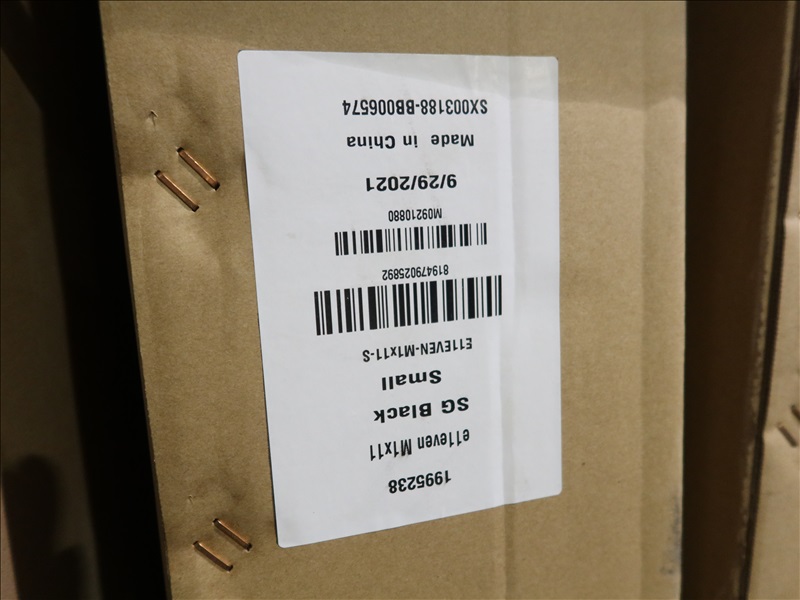 1995238
e11even M1x11
SG Black
Small
E11EVEN-M1x11-S
819479025892
M09210880
9/29/2021
Made in China
SX003188-BB006574